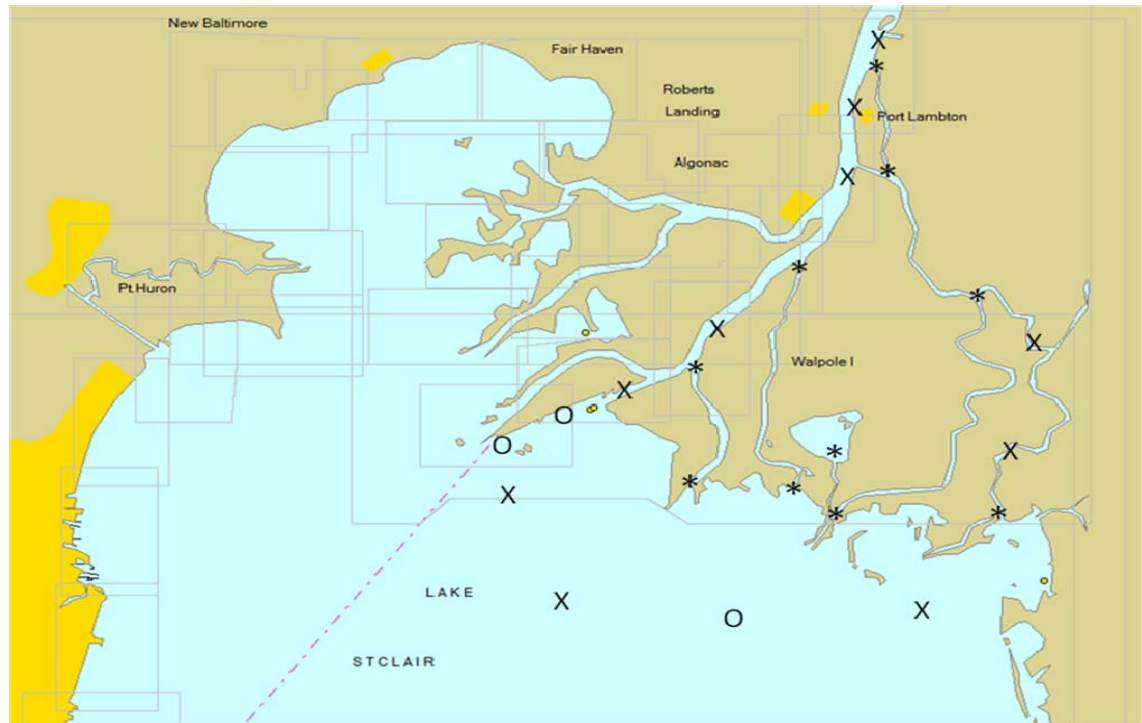 New Baltimore
Fair Haven
Roberts
Landing
Port Lambton
Algonac
Pt.Huron
Walpole I
LAKE
ST CLAIR
X
*
X
*
X
*
*
X
X
*
X
O
O
*
X
*
X
*
*
*
X
O
X